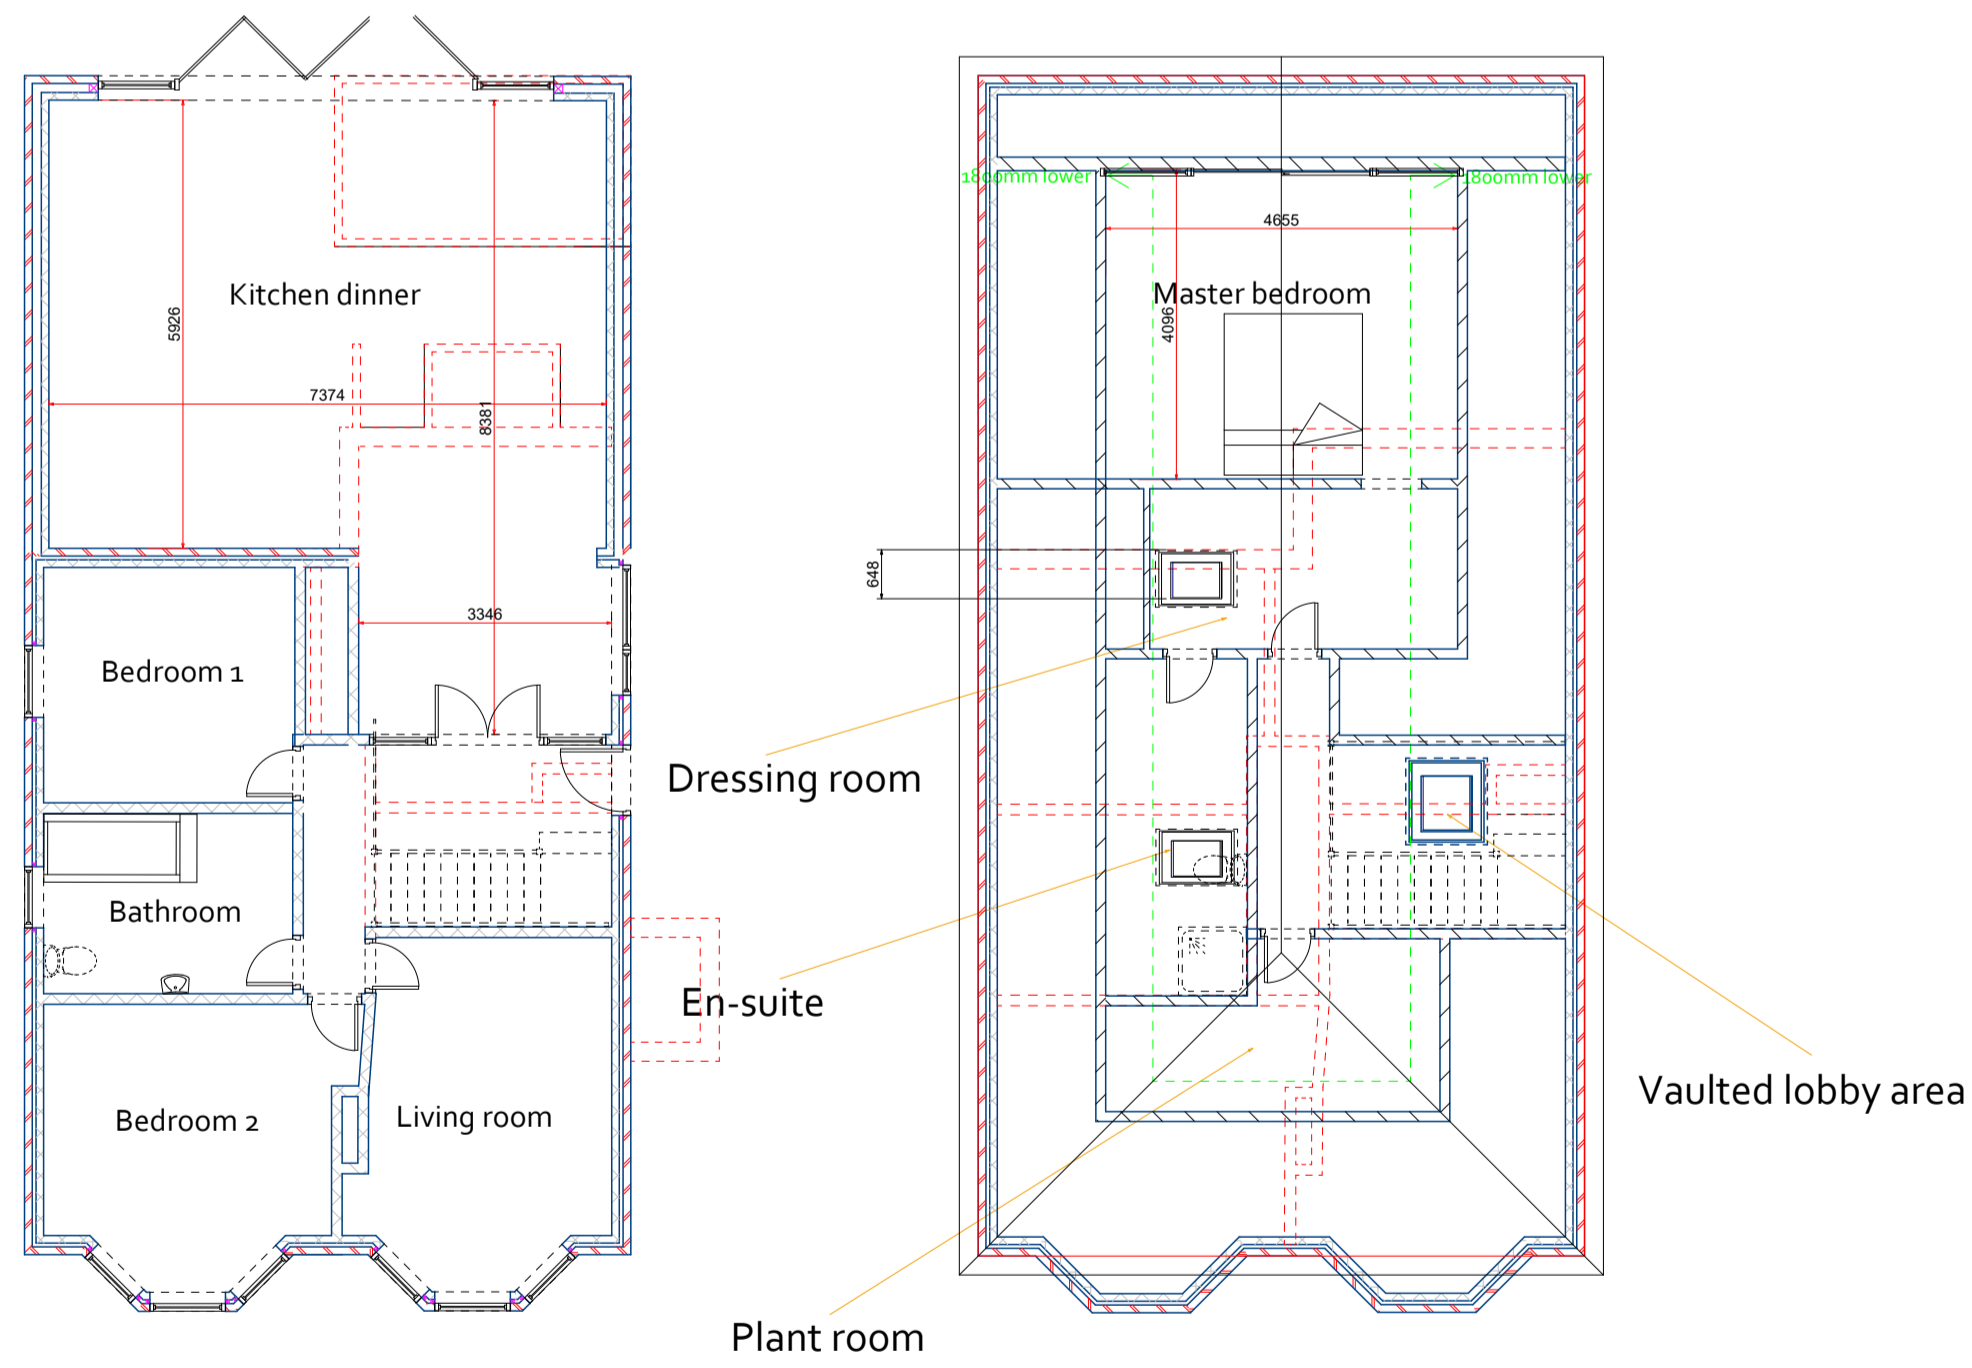 1800mm lower
1800mm lower
4655
Kitchen dinner
Master bedroom
5926
4096
7374
8381
648
3346
Bedroom 1
Dressing room
Bathroom
En-suite
Vaulted lobby area
Bedroom 2
Living room
Plant room